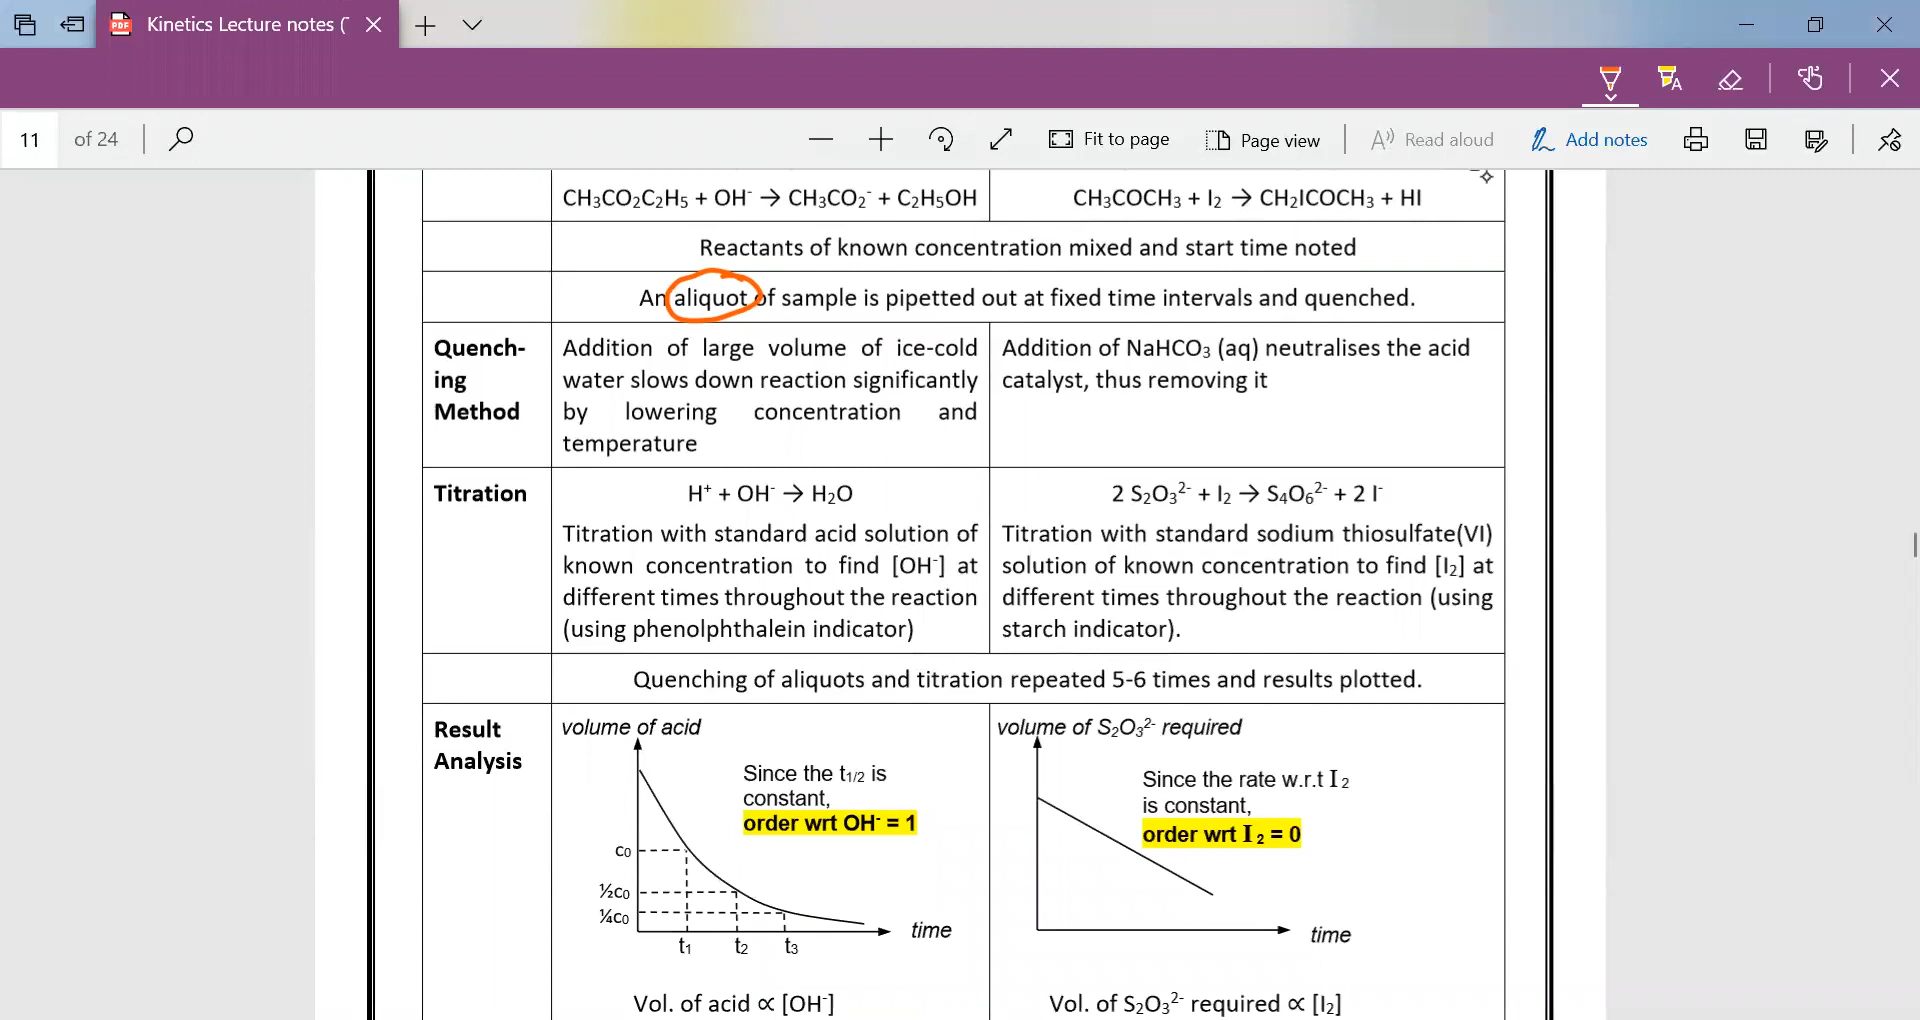 Kinetics Lecture notes (
11 of 24
Fit to page
Page view
Read aloud
Add notes
CH₃CO₂C₂H₅ + OH⁻ → CH₃CO₂⁻ + C₂H₅OH
CH₃COCH₃ + I₂ → CH₂ICOCH₃ + HI
Reactants of known concentration mixed and start time noted
An aliquot of sample is pipetted out at fixed time intervals and quenched.
Quench-
ing
Method
Addition of large volume of ice-cold
water slows down reaction significantly
by lowering concentration and
temperature
Addition of NaHCO₃ (aq) neutralises the acid
catalyst, thus removing it
Titration
H⁺ + OH⁻ → H₂O
Titration with standard acid solution of
known concentration to find [OH⁻] at
different times throughout the reaction
(using phenolphthalein indicator)
2 S₂O₃²⁻ + I₂ → S₄O₆²⁻ + 2 I⁻
Titration with standard sodium thiosulfate(VI)
solution of known concentration to find [I₂] at
different times throughout the reaction (using
starch indicator).
Quenching of aliquots and titration repeated 5-6 times and results plotted.
Result
Analysis
volume of acid
Since the t₁/₂ is
constant,
order wrt OH⁻ = 1
c₀
½c₀
¼c₀
t₁ t₂ t₃
time
Vol. of acid ∝ [OH⁻]
volume of S₂O₃²⁻ required
Since the rate w.r.t I₂
is constant,
order wrt I₂ = 0
time
Vol. of S₂O₃²⁻ required ∝ [I₂]